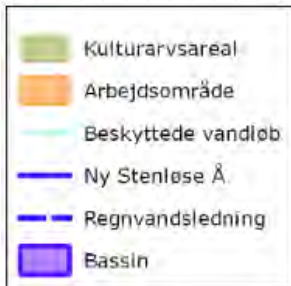 Kulturarvsareal
Arbejdsområde
Beskyttede vandløb
Ny Stenløse Å
Regnvandsledning
Bassin